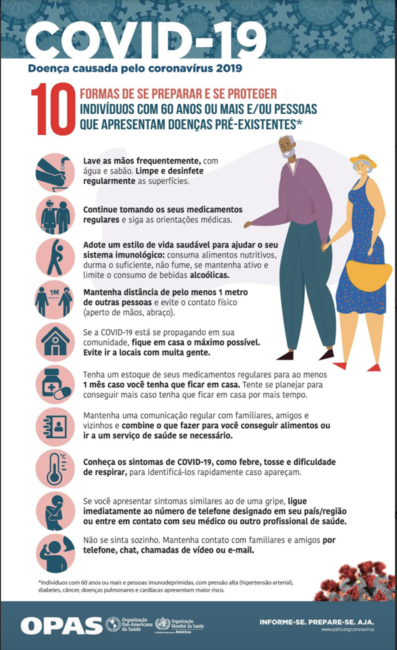 COVID-19
Doença causada pelo coronavírus 2019
10 FORMAS DE SE PREPARAR E SE PROTEGER
INDIVÍDUOS COM 60 ANOS OU MAIS E/OU PESSOAS
QUE APRESENTAM DOENÇAS PRÉ-EXISTENTES*
Lave as mãos frequentemente, com
água e sabão. Limpe e desinfete
regularmente as superfícies.
Continue tomando os seus medicamentos
regulares e siga as orientações médicas.
Adote um estilo de vida saudável para ajudar o seu
sistema imunológico: consuma alimentos nutritivos,
durma o suficiente, não fume, se mantenha ativo e
limite o consumo de bebidas alcoólicas.
1M
Mantenha distância de pelo menos 1 metro
de outras pessoas e evite o contato físico
(aperto de mãos, abraço).
Se a COVID-19 está se propagando em sua
comunidade, fique em casa o máximo possível.
Evite ir a locais com muita gente.
Tenha um estoque de seus medicamentos regulares para ao menos
1 mês caso você tenha que ficar em casa. Tente se planejar para
conseguir mais caso tenha que ficar em casa por mais tempo.
Mantenha uma comunicação regular com familiares, amigos e
vizinhos e combine o que fazer para você conseguir alimentos ou
ir a um serviço de saúde se necessário.
Conheça os sintomas de COVID-19, como febre, tosse e dificuldade
de respirar, para identificá-los rapidamente caso apareçam.
Se você apresentar sintomas similares ao de uma gripe, ligue
imediatamente ao número de telefone designado em seu país/região
ou entre em contato com seu médico ou outro profissional de saúde.
Não se sinta sozinho. Mantenha contato com familiares e amigos por
telefone, chat, chamadas de vídeo ou e-mail.
*Indivíduos com 60 anos ou mais e pessoas imunodeprimidas, com pressão alta (hipertensão arterial),
diabetes, câncer, doenças pulmonares e cardíacas apresentam maior risco.
OPAS
Organização
Pan-Americana
da Saúde
Organização
Mundial da Saúde
Américas
INFORME-SE. PREPARE-SE. AJA.
www.paho.org/coronavirus